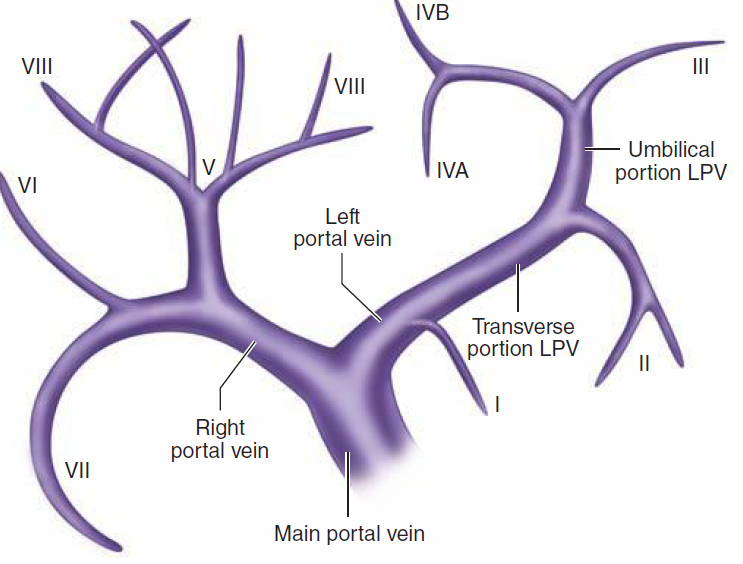 IVB
VIII
III
VIII
Umbilical
portion LPV
V
IVA
VI
Left
portal vein
Transverse
portion LPV
II
I
Right
portal vein
VII
Main portal vein